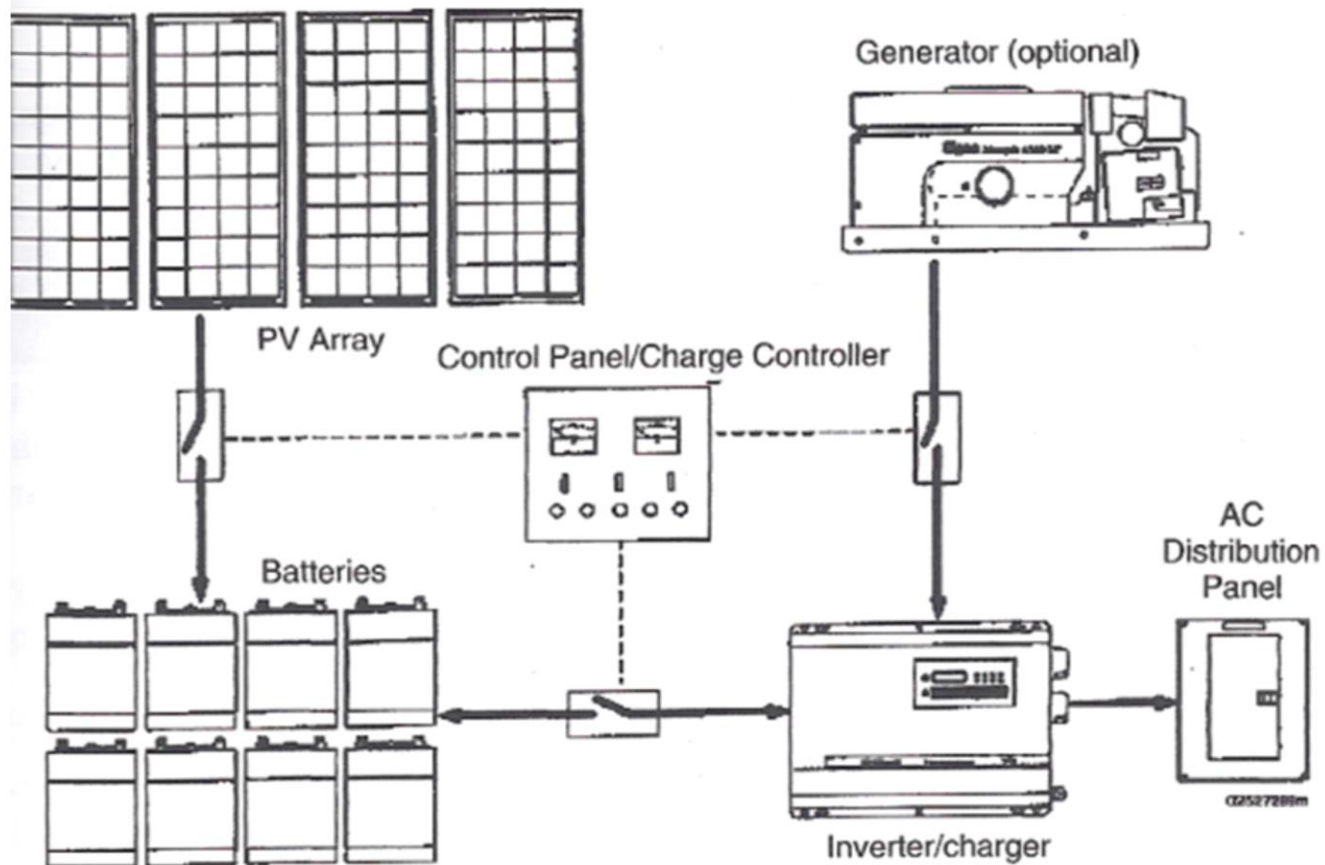 Generator (optional)
PV Array
Control Panel/Charge Controller
Batteries
AC
Distribution
Panel
Inverter/charger